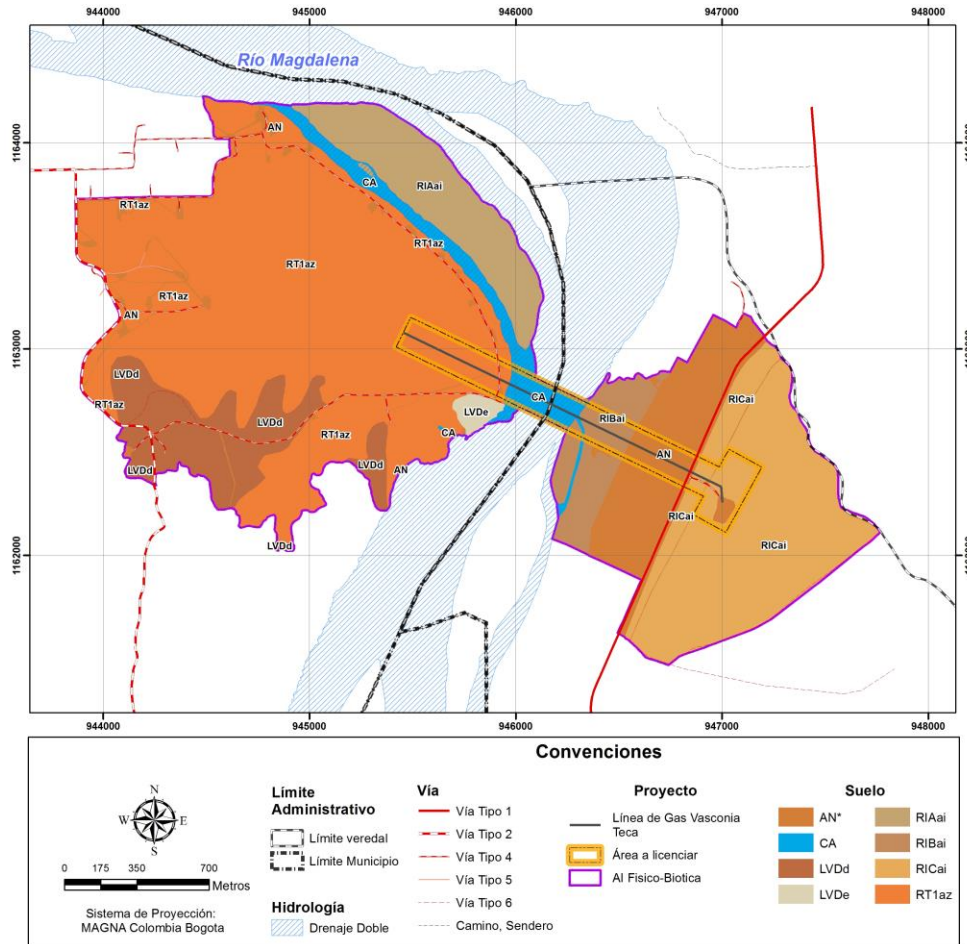 944000 945000 946000 947000 948000
Río Magdalena
1164000
AN
CA
RIAai
RT1az
RT1az
RT1az
RT1az
AN
1163000
LVDd
RT1az
LVDd
LVDe
CA
RIBai
RICai
RT1az
CA
AN
LVDd
LVDd
AN
RICai
RICai
LVDd
1162000
944000 945000 946000 947000 948000
Convenciones
N
W E
S
0 175 350 700
Metros
Sistema de Proyección:
MAGNA Colombia Bogota
Límite
Administrativo
Límite veredal
Límite Municipio
Hidrología
Drenaje Doble
Vía
Vía Tipo 1
Vía Tipo 2
Vía Tipo 4
Vía Tipo 5
Vía Tipo 6
Camino, Sendero
Proyecto
Línea de Gas Vasconia
Teca
Área a licenciar
AI Fisico-Biotica
Suelo
AN*
CA
LVDd
LVDe
RIAai
RIBai
RICai
RT1az